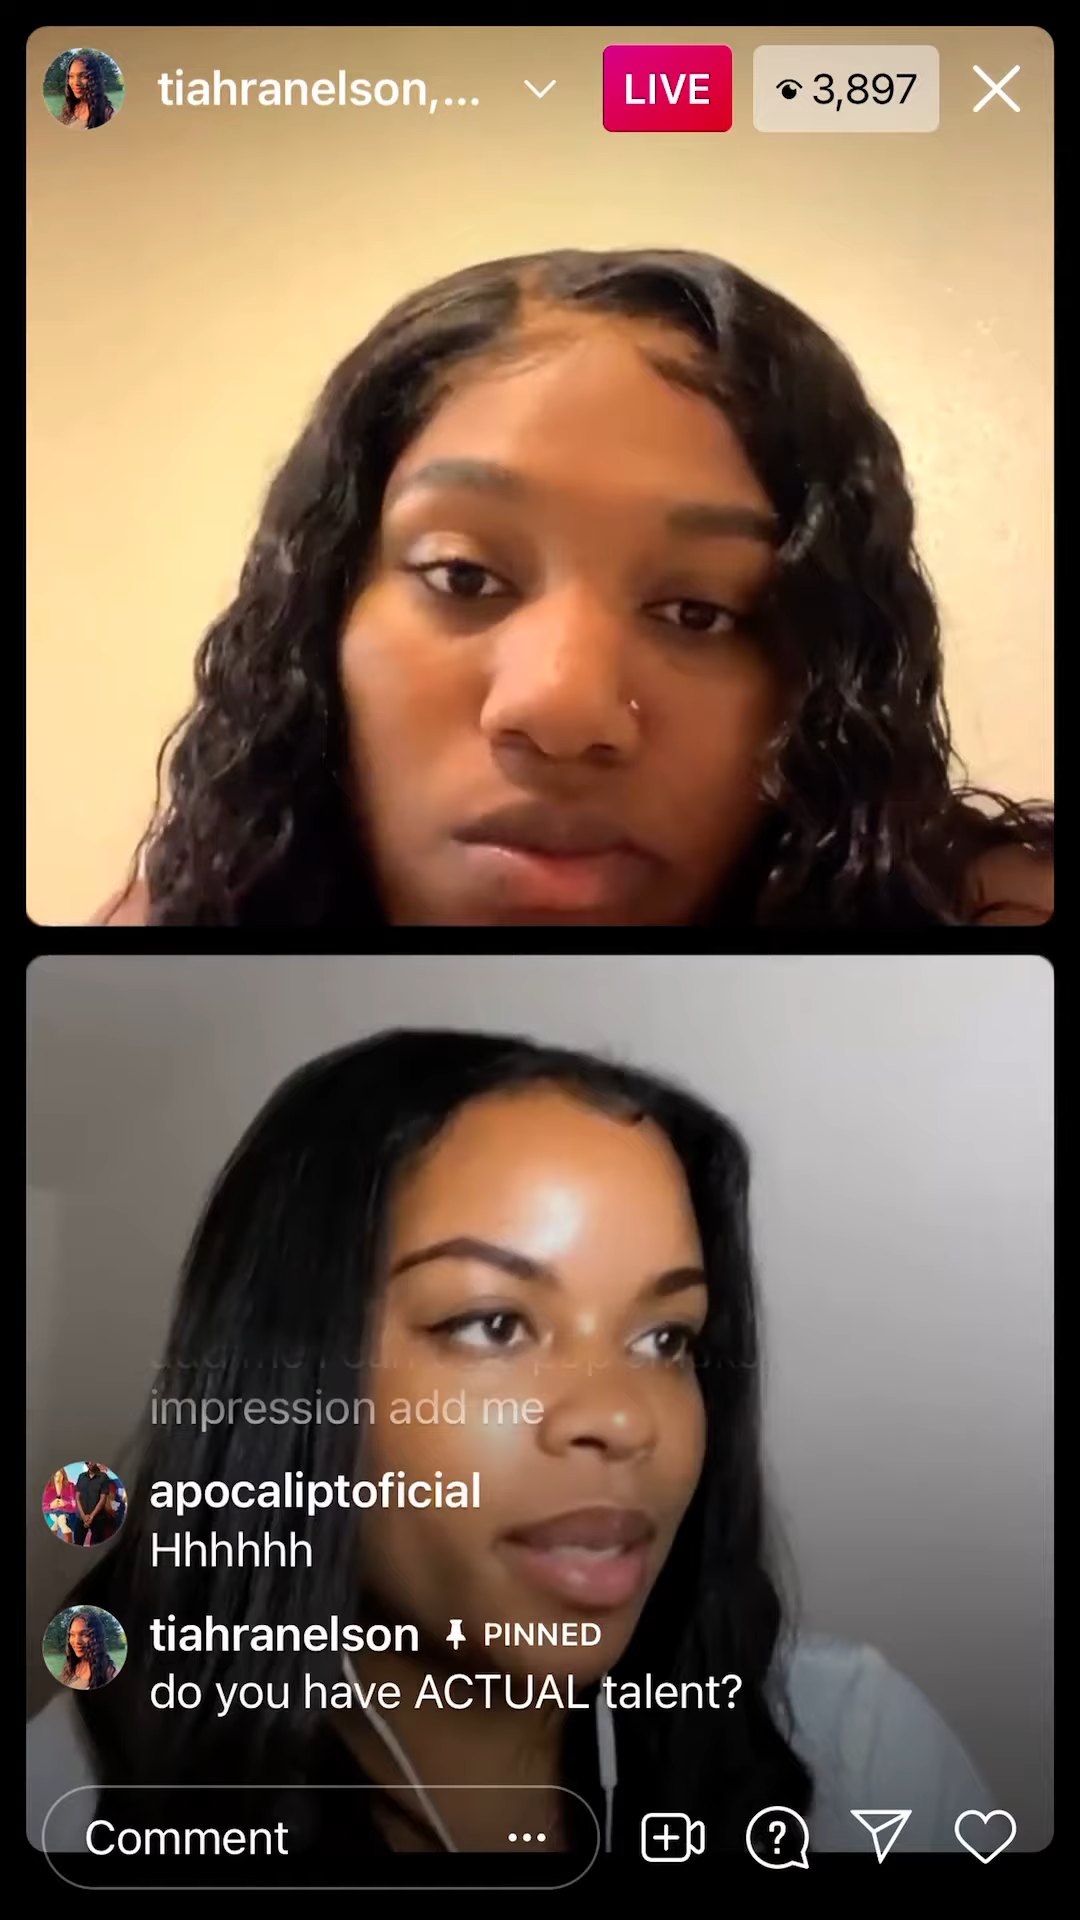 tiahranelson,...
LIVE
3,897
impression add me
apocaliptoficial
Hhhhhh
tiahranelson PINNED
do you have ACTUAL talent?
Comment